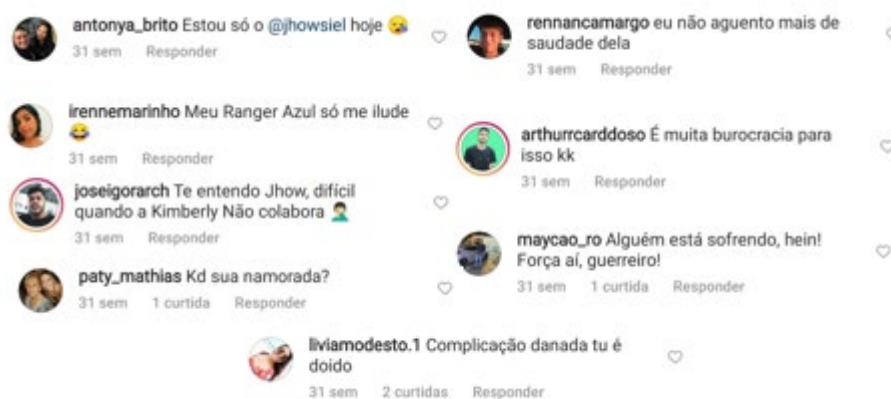 antonya_brito Estou só o @jhowsiel hoje 😪
31 sem Responder
irennemarinho Meu Ranger Azul só me ilude
😂
31 sem Responder
joseigorarch Te entendo Jhow, difícil
quando a Kimberly Não colabora 🤦🏻‍♂️
31 sem Responder
paty_mathias Kd sua namorada?
31 sem 1 curtida Responder
rennancamargo eu não aguento mais de
saudade dela
31 sem Responder
arthurrcarddoso É muita burocracia para
isso kk
31 sem Responder
maycao_ro Alguém está sofrendo, hein!
Força aí, guerreiro!
31 sem 1 curtida Responder
liviamodesto.1 Complicação danada tu é
doido
31 sem 2 curtidas Responder